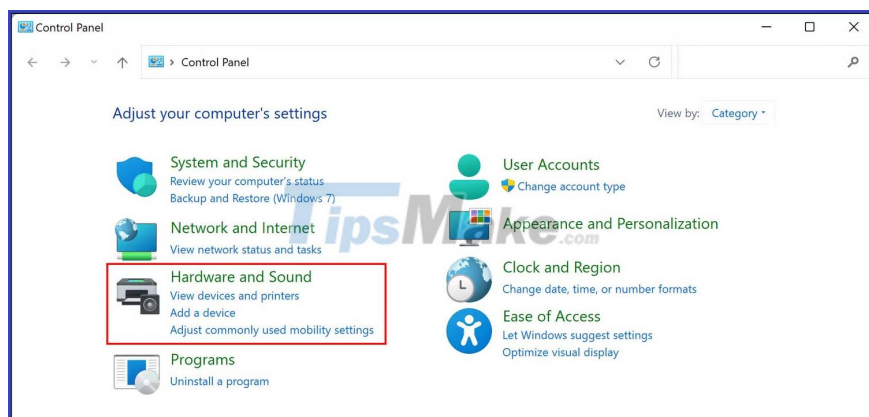 Control Panel
Control Panel
Adjust your computer's settings
View by: Category
System and Security
Review your computer's status
Backup and Restore (Windows 7)
Network and Internet
View network status and tasks
Hardware and Sound
View devices and printers
Add a device
Adjust commonly used mobility settings
Programs
Uninstall a program
User Accounts
Change account type
Appearance and Personalization
Clock and Region
Change date, time, or number formats
Ease of Access
Let Windows suggest settings
Optimize visual display
TipsMake.com